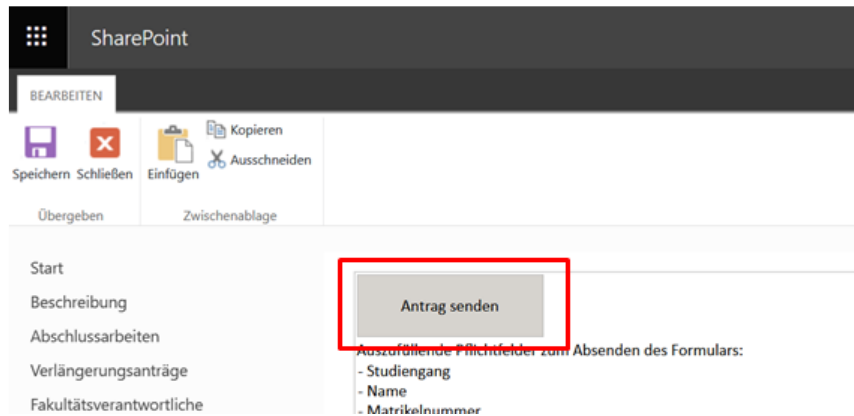 SharePoint
BEARBEITEN
Speichern
Schließen
Einfügen
Kopieren
Ausschneiden
Übergeben
Zwischenablage
Start
Beschreibung
Abschlussarbeiten
Verlängerungsanträge
Fakultätsverantwortliche
Antrag senden
Auszufüllende Pflichtfelder zum Absenden des Formulars:
- Studiengang
- Name
- Matrikelnummer